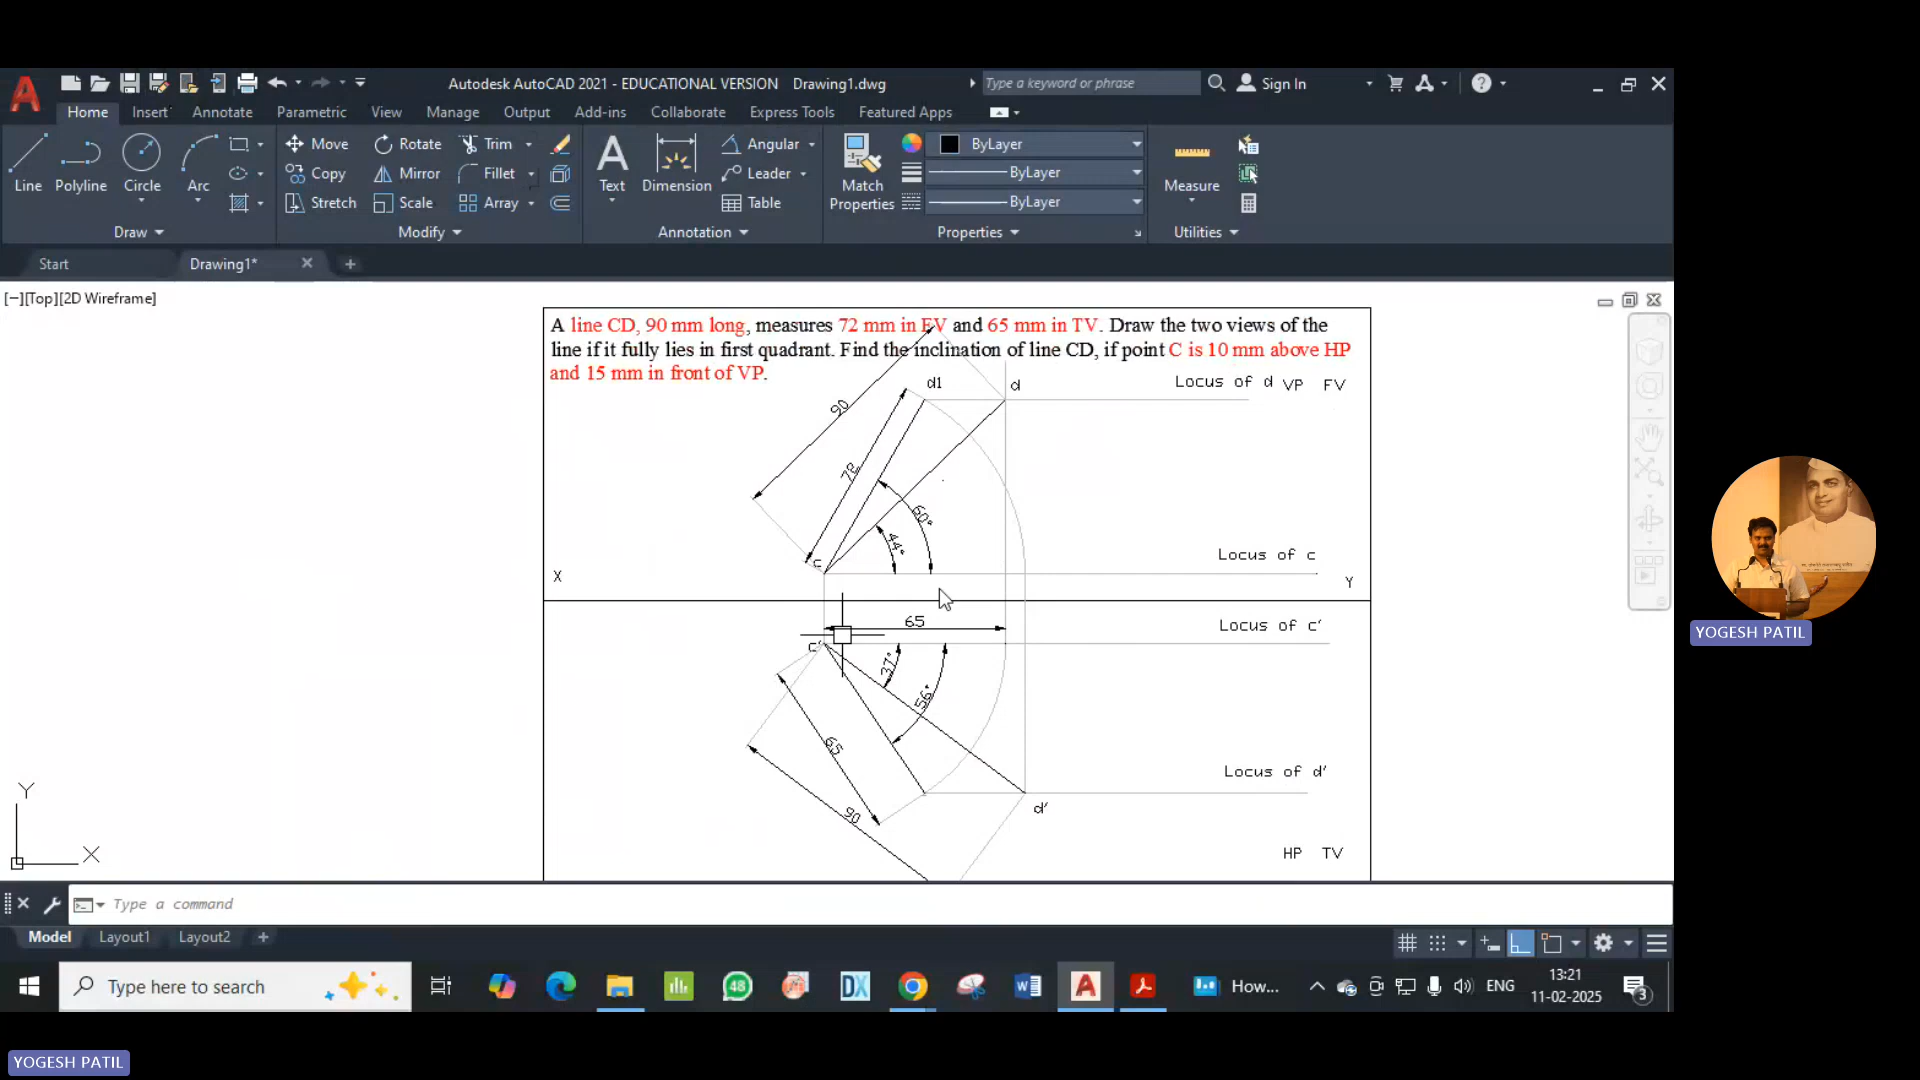 Autodesk AutoCAD 2021 - EDUCATIONAL VERSION Drawing1.dwg
Type a keyword or phrase
Sign In
Home Insert Annotate Parametric View Manage Output Add-ins Collaborate Express Tools Featured Apps
Line Polyline Circle Arc
Move Rotate Trim
Copy Mirror Fillet
Stretch Scale Array
Text Dimension
Angular
Leader
Table
Match Properties
ByLayer
ByLayer
ByLayer
Measure
Draw Modify Annotation Properties Utilities
Start Drawing1*
[−][Top][2D Wireframe]
A line CD, 90 mm long, measures 72 mm in FV and 65 mm in TV. Draw the two views of the
line if it fully lies in first quadrant. Find the inclination of line CD, if point C is 10 mm above HP
and 15 mm in front of VP.
d1 d Locus of d VP FV
90
72
60°
44°
c Locus of c
X Y
65 Locus of c'
c'
37°
56°
65
90
Locus of d'
d'
HP TV
Y
X
Type a command
Model Layout1 Layout2
Type here to search
48
DX
How...
ENG
13:21
11-02-2025
3
YOGESH PATIL
YOGESH PATIL